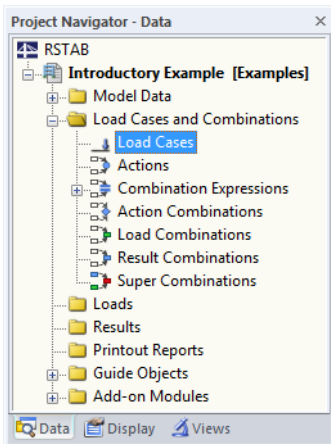 Project Navigator - Data
RSTAB
Introductory Example [Examples]
Model Data
Load Cases and Combinations
Load Cases
Actions
Combination Expressions
Action Combinations
Load Combinations
Result Combinations
Super Combinations
Loads
Results
Printout Reports
Guide Objects
Add-on Modules
Data Display Views